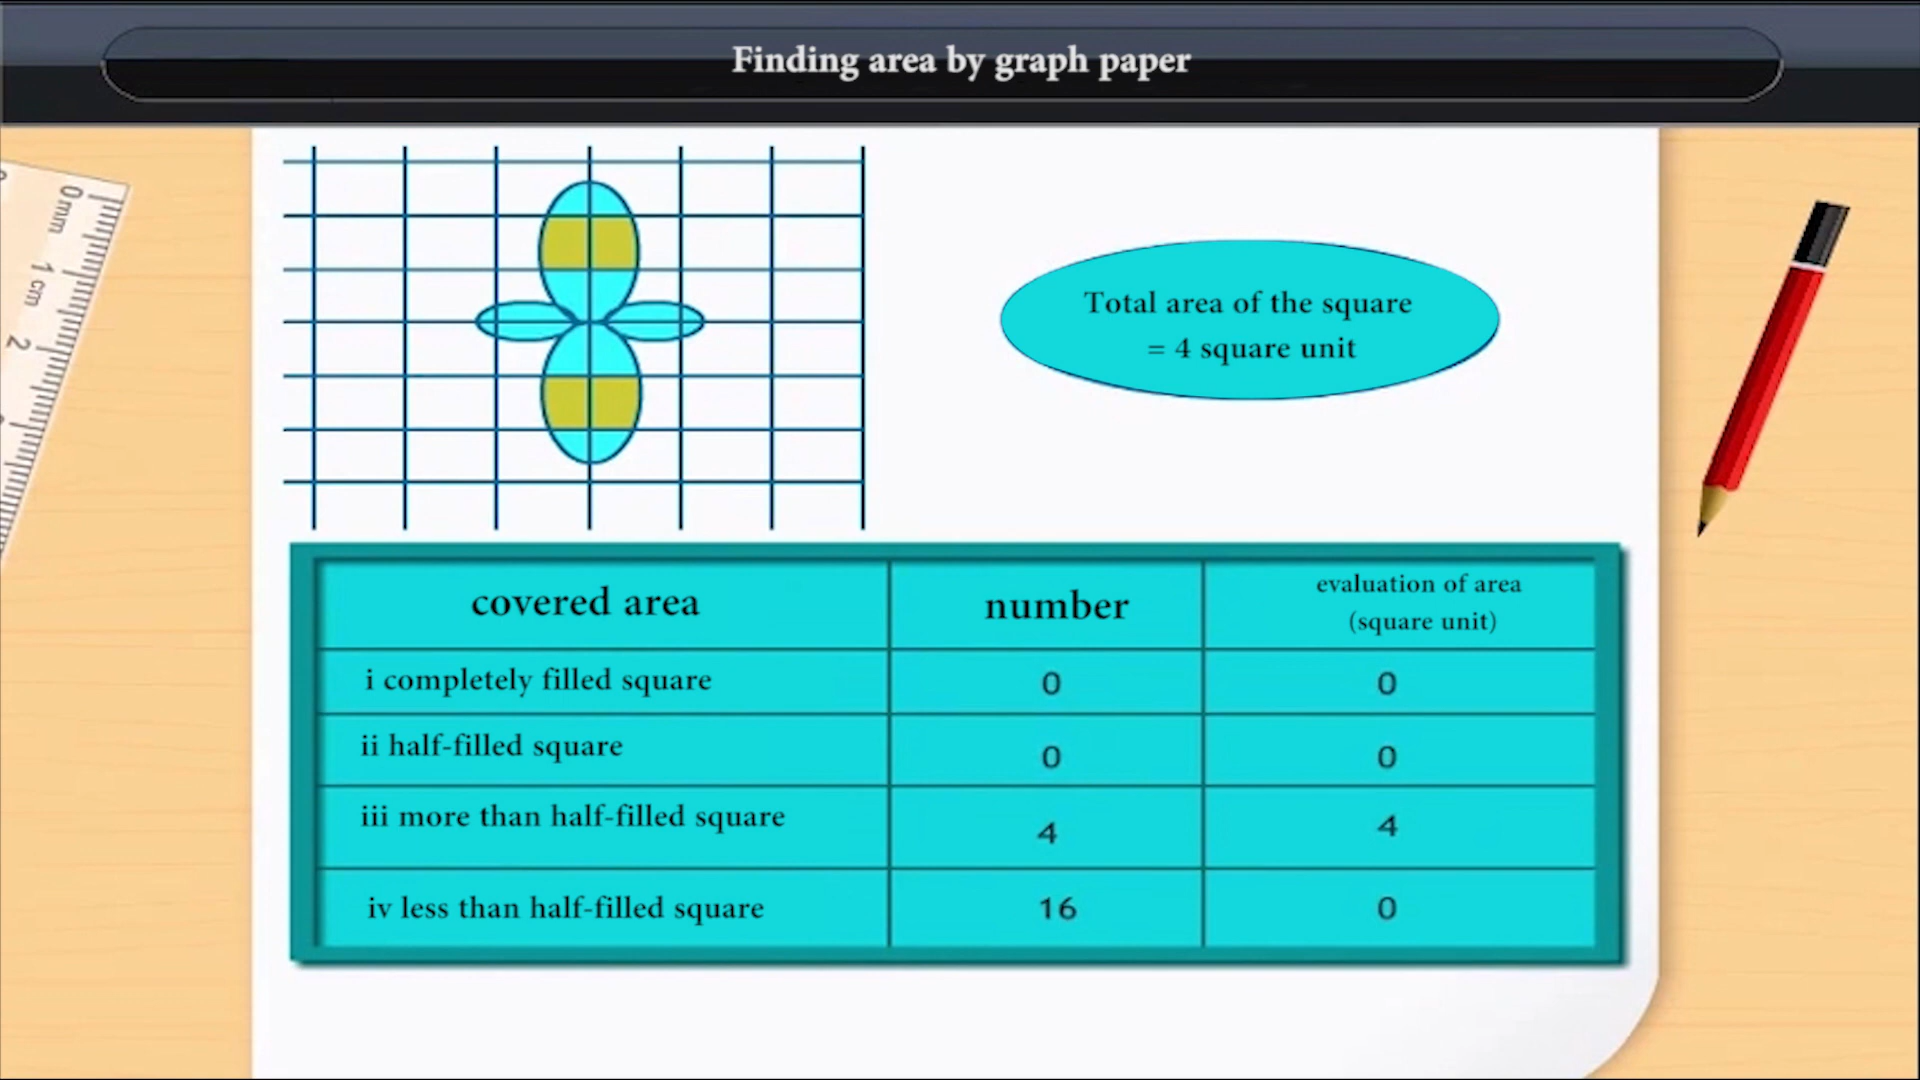 Finding area by graph paper
0 mm
1 cm
2
Total area of the square
= 4 square unit
covered area number evaluation of area
(square unit)
i completely filled square 0 0
ii half-filled square 0 0
iii more than half-filled square 4 4
iv less than half-filled square 16 0